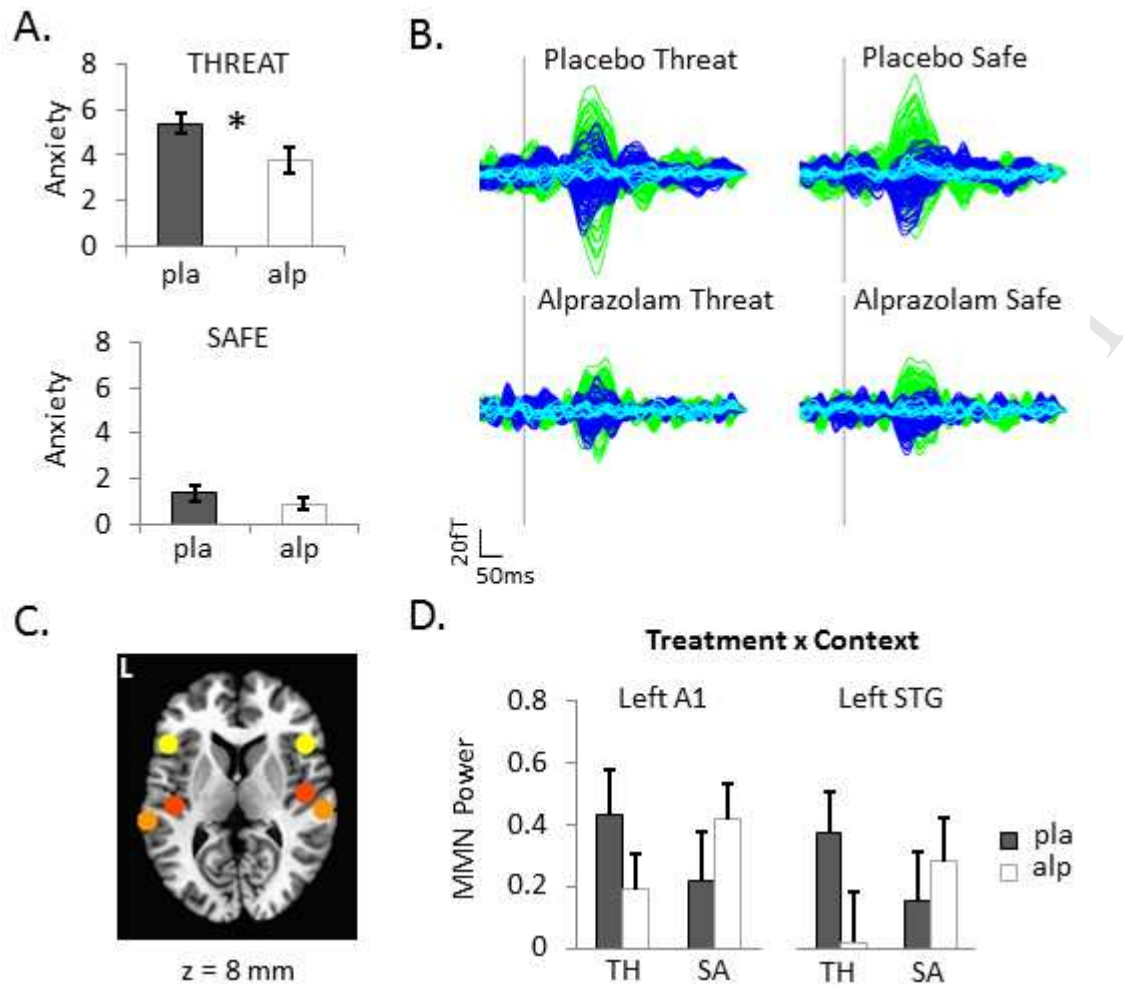 A.
THREAT
Anxiety
8
6
4
2
0
*
pla alp
SAFE
Anxiety
8
6
4
2
0
pla alp
B.
Placebo Threat Placebo Safe
Alprazolam Threat Alprazolam Safe
20fT
50ms
C.
L
z = 8 mm
D.
Treatment x Context
Left A1 Left STG
MMN Power
0.8
0.6
0.4
0.2
0
TH SA TH SA
pla
alp